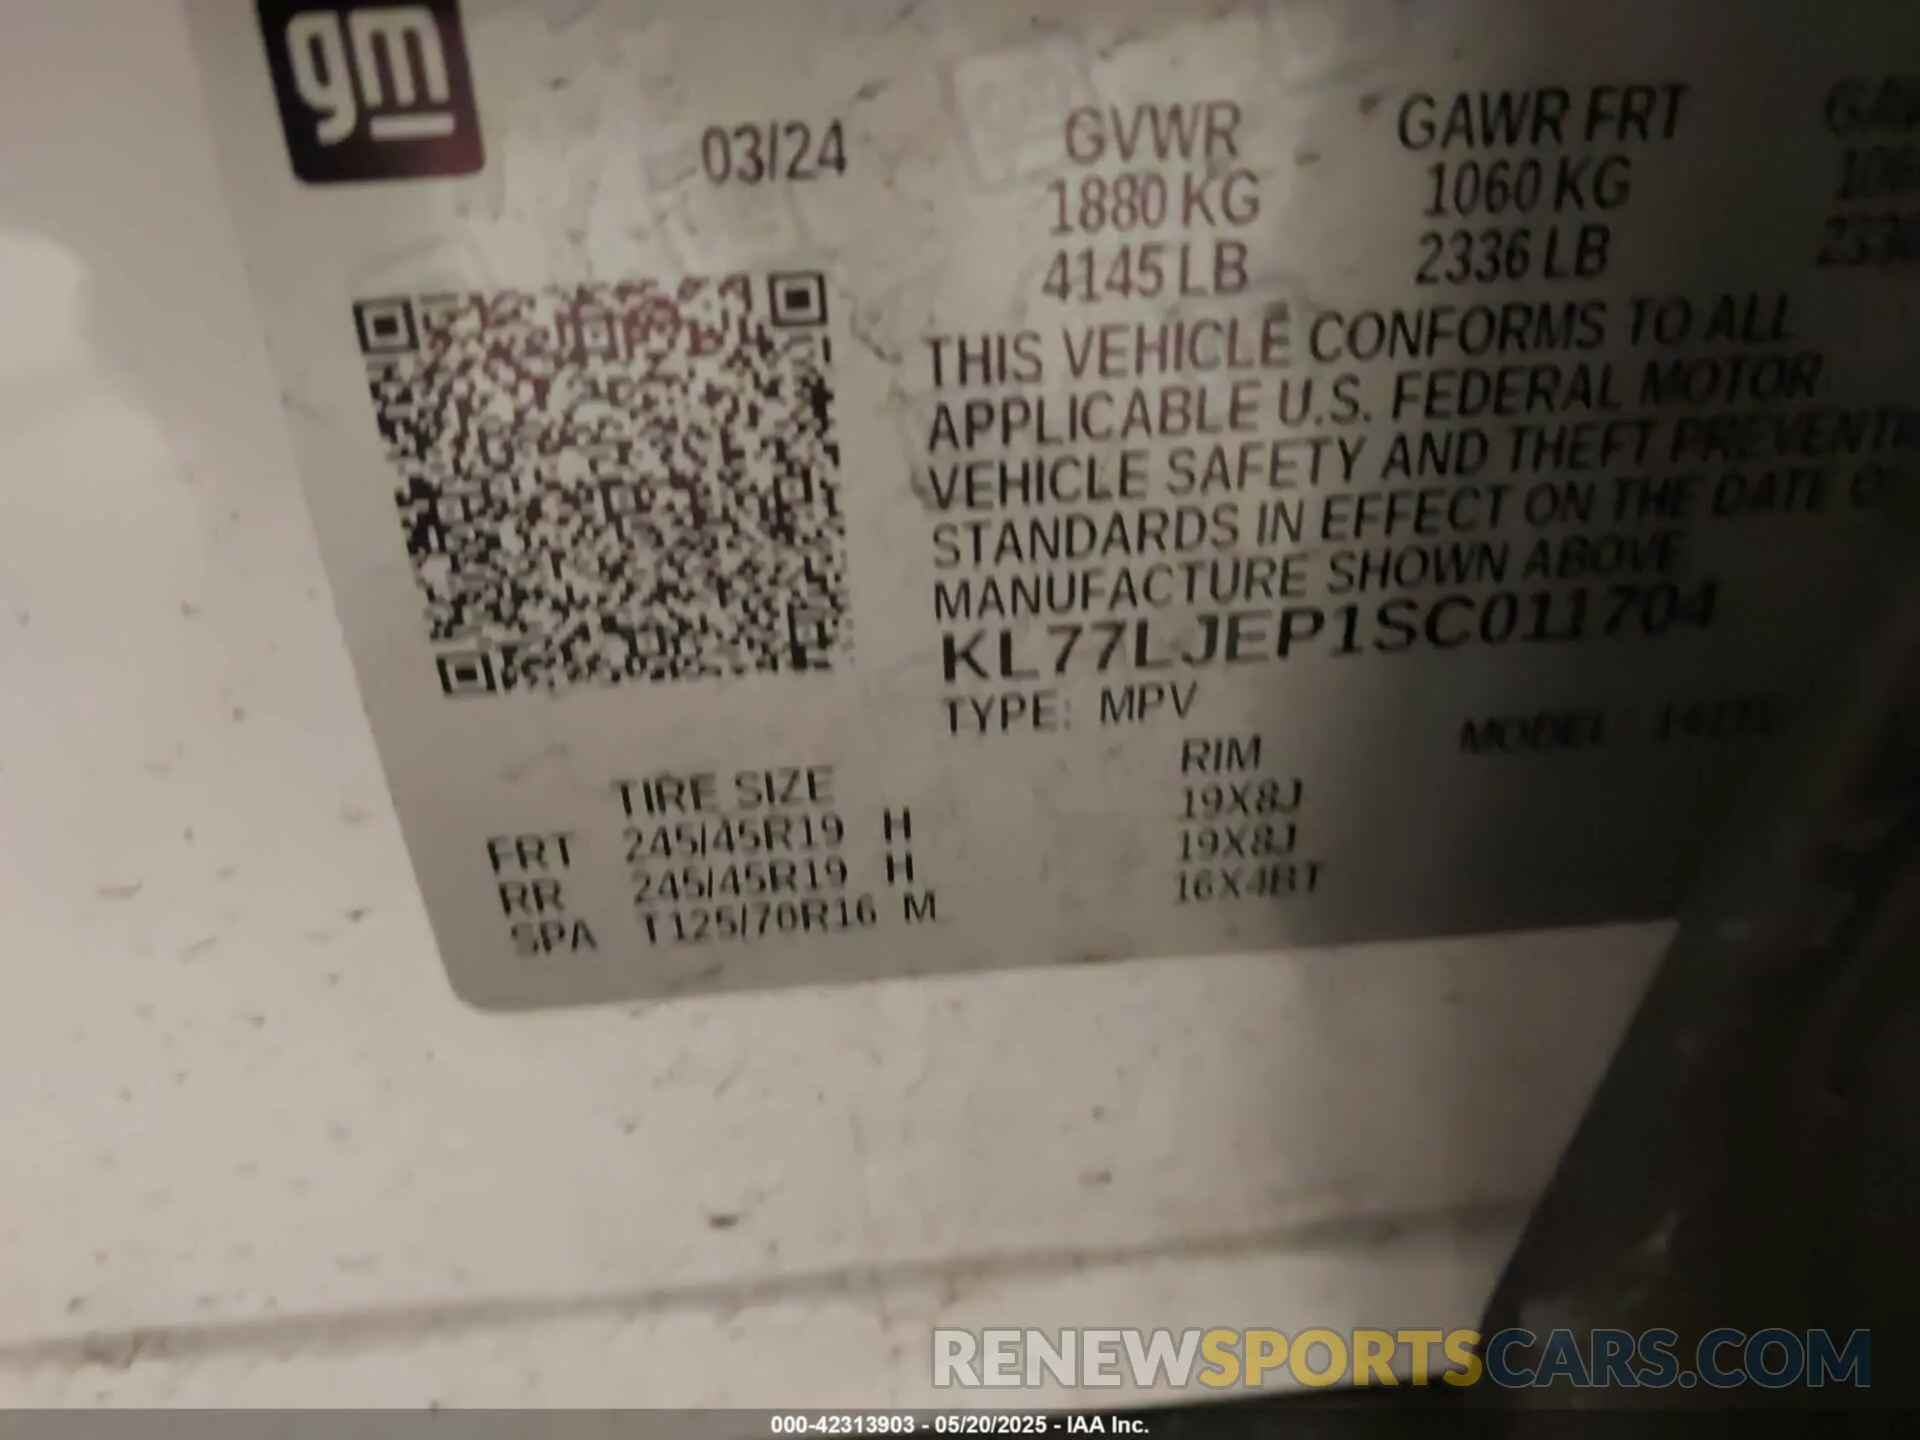 gm
03/24
GVWR GAWR FRT
1880 KG 1060 KG
4145 LB 2336 LB
THIS VEHICLE CONFORMS TO ALL
APPLICABLE U.S. FEDERAL MOTOR
VEHICLE SAFETY AND THEFT
STANDARDS IN EFFECT ON THE DATE
MANUFACTURE SHOWN ABOVE
KL77LJEP1SC011704
TYPE: MPV MODEL
TIRE SIZE RIM
FRT 245/45R19 H 19X8J
RR 245/45R19 H 19X8J
SPA T125/70R16 M 16X4BT
RENEWSPORTSCARS.COM
000-42313903 - 05/20/2025 - IAA Inc.